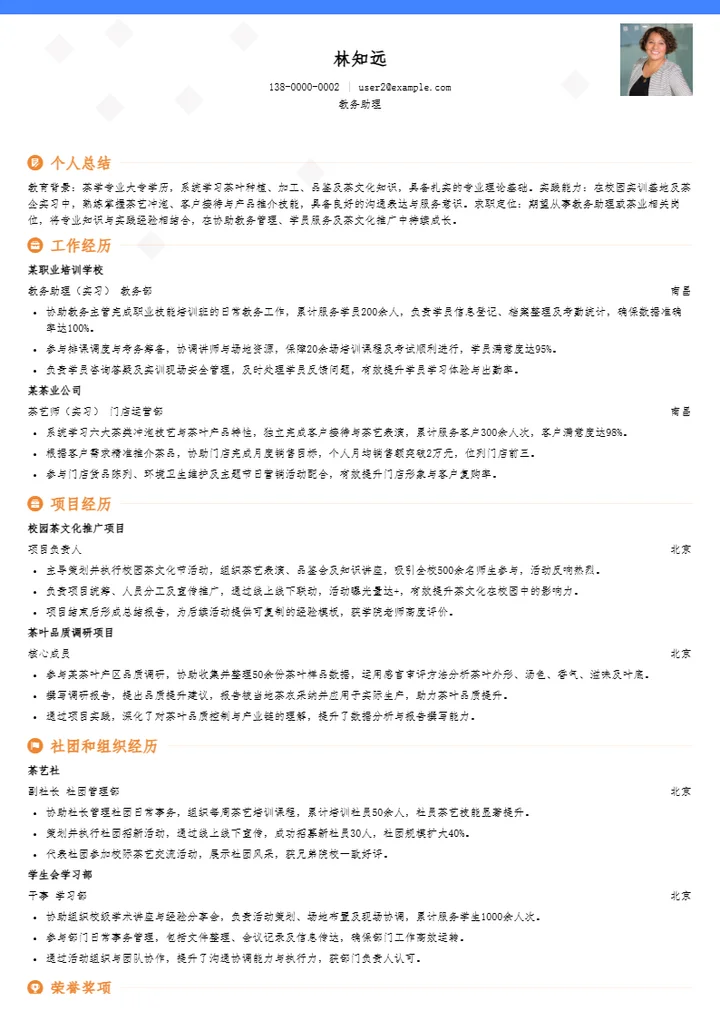 林知远
138-0000-0002 | user2@example.com
教务助理
个人总结
教育背景：茶学专业大专学历，系统学习茶叶种植、加工、品鉴及茶文化知识，具备扎实的专业理论基础。实践能力：在校园实训基地及茶
企实习中，熟练掌握茶艺冲泡、客户接待与产品推介技能，具备良好的沟通表达与服务意识。求职定位：期望从事教务助理或茶业相关岗
位，将专业知识与实践经验相结合，在协助教务管理、学员服务及茶文化推广中持续成长。
工作经历
某职业培训学校
教务助理（实习） 教务部 南昌
• 协助教务主管完成职业技能培训班的日常教务工作，累计服务学员200余人，负责学员信息登记、档案整理及考勤统计，确保数据准确
率达100%。
• 参与排课调度与考务筹备，协调讲师与场地资源，保障20余场培训课程及考试顺利进行，学员满意度达95%。
• 负责学员咨询答疑及实训现场安全管理，及时处理学员反馈问题，有效提升学员学习体验与出勤率。
某茶业公司
茶艺师（实习） 门店运营部 南昌
• 系统学习六大茶类冲泡技艺与茶叶产品特性，独立完成客户接待与茶艺表演，累计服务客户300余人次，客户满意度达98%。
• 根据客户需求精准推介茶品，协助门店完成月度销售目标，个人月均销售额突破2万元，位列门店前三。
• 参与门店货品陈列、环境卫生维护及主题节日营销活动配合，有效提升门店形象与客户复购率。
项目经历
校园茶文化推广项目
项目负责人 北京
• 主导策划并执行校园茶文化节活动，组织茶艺表演、品鉴会及知识讲座，吸引全校500余名师生参与，活动反响热烈。
• 负责项目统筹、人员分工及宣传推广，通过线上线下联动，活动曝光量达+，有效提升茶文化在校园中的影响力。
• 项目结束后形成总结报告，为后续活动提供可复制的经验模板，获学院老师高度评价。
茶叶品质调研项目
核心成员 北京
• 参与某茶叶产区品质调研，协助收集并整理50余份茶叶样品数据，运用感官审评方法分析茶叶外形、汤色、香气、滋味及叶底。
• 撰写调研报告，提出品质提升建议，报告被当地茶农采纳并应用于实际生产，助力茶叶品质提升。
• 通过项目实践，深化了对茶叶品质控制与产业链的理解，提升了数据分析与报告撰写能力。
社团和组织经历
茶艺社
副社长 社团管理部 北京
• 协助社长管理社团日常事务，组织每周茶艺培训课程，累计培训社员50余人，社员茶艺技能显著提升。
• 策划并执行社团招新活动，通过线上线下宣传，成功招募新社员30人，社团规模扩大40%。
• 代表社团参加校际茶艺交流活动，展示社团风采，获兄弟院校一致好评。
学生会学习部
干事 学习部 北京
• 协助组织校级学术讲座与经验分享会，负责活动策划、场地布置及现场协调，累计服务学生1000余人次。
• 参与部门日常事务管理，包括文件整理、会议记录及信息传达，确保部门工作高效运转。
• 通过活动组织与团队协作，提升了沟通协调能力与执行力，获部门负责人认可。
荣誉奖项